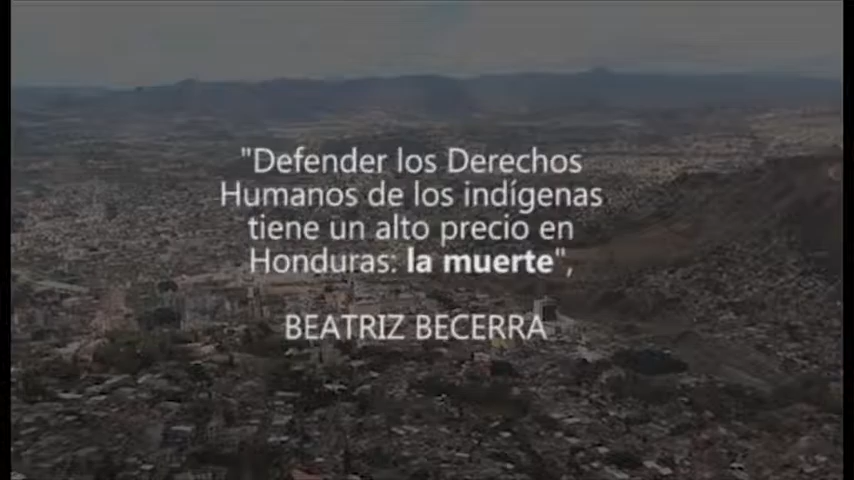 "Defender los Derechos
Humanos de los indígenas
tiene un alto precio en
Honduras: la muerte",
BEATRIZ BECERRA